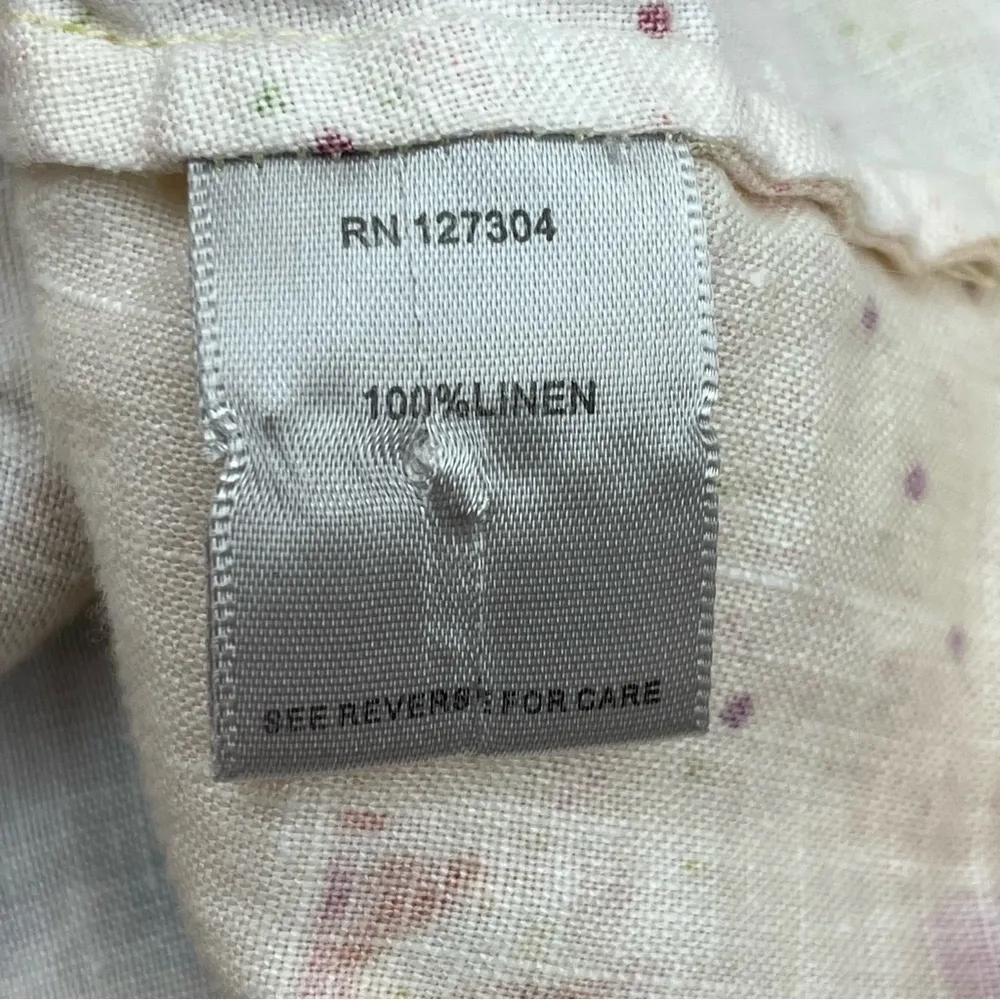 RN 127304
100%LINEN
SEE REVERSE FOR CARE